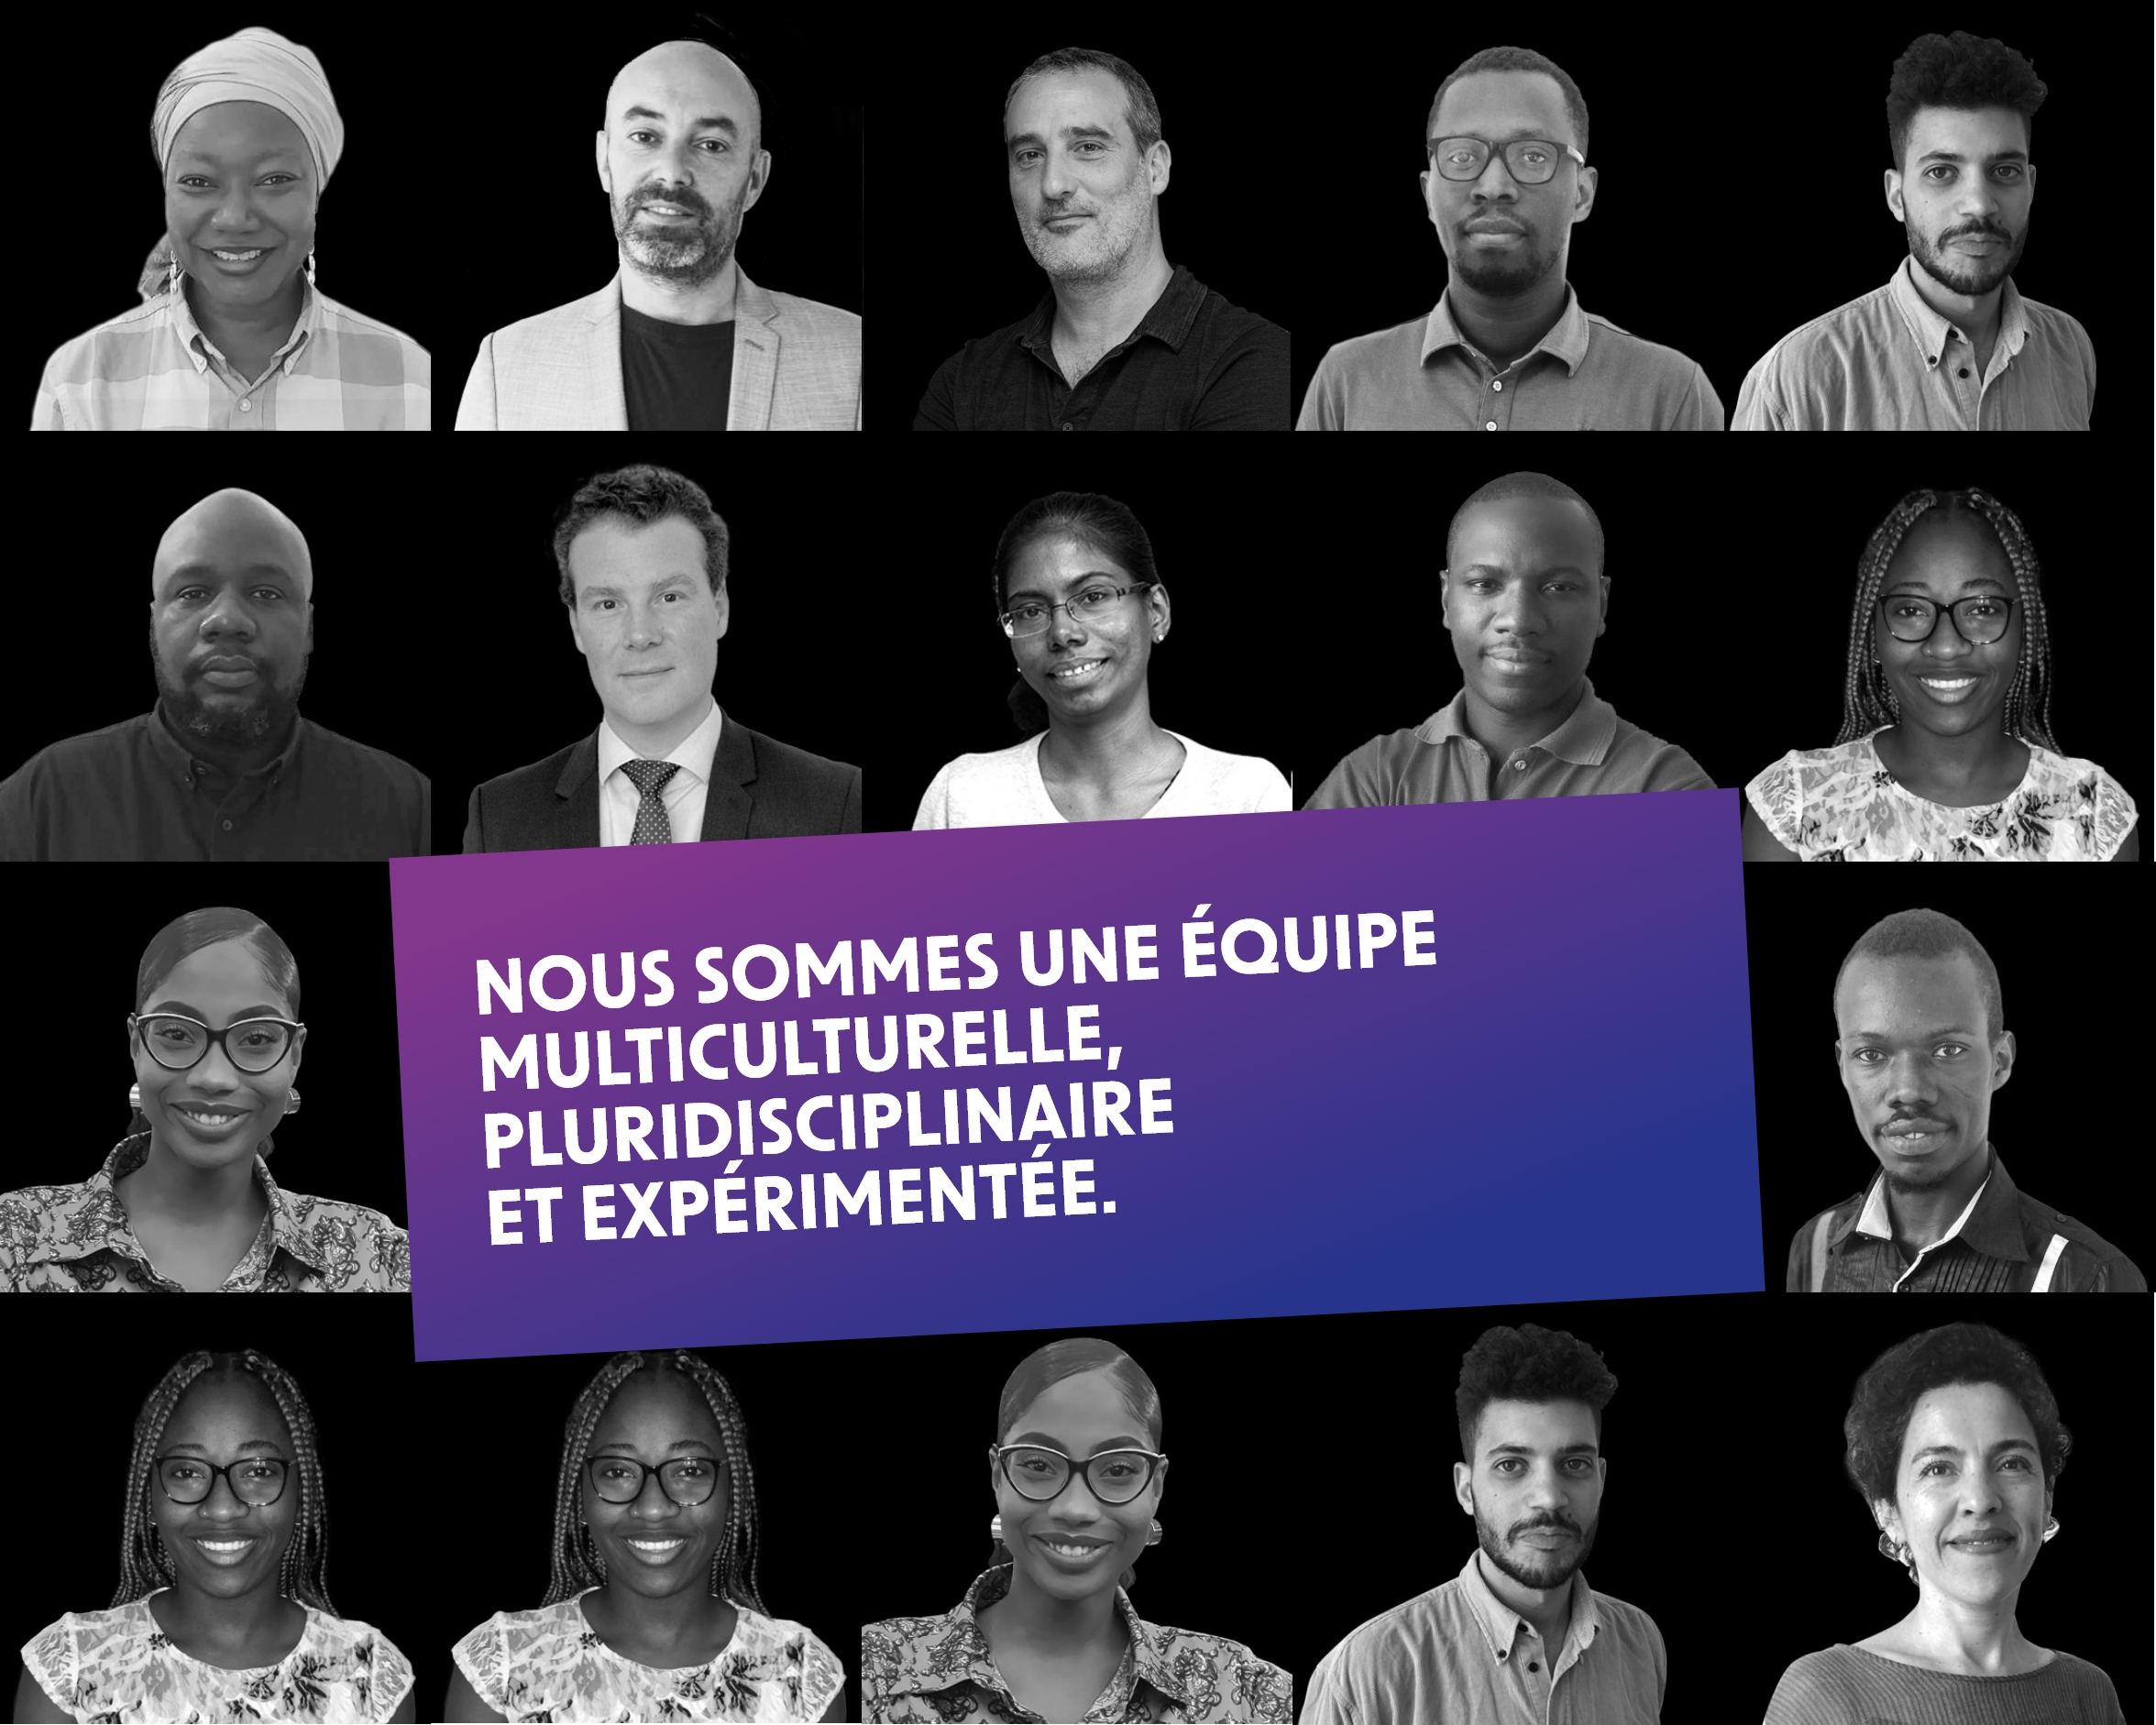 NOUS SOMMES UNE ÉQUIPE
MULTICULTURELLE,
PLURIDISCIPLINAIRE
ET EXPÉRIMENTÉE.